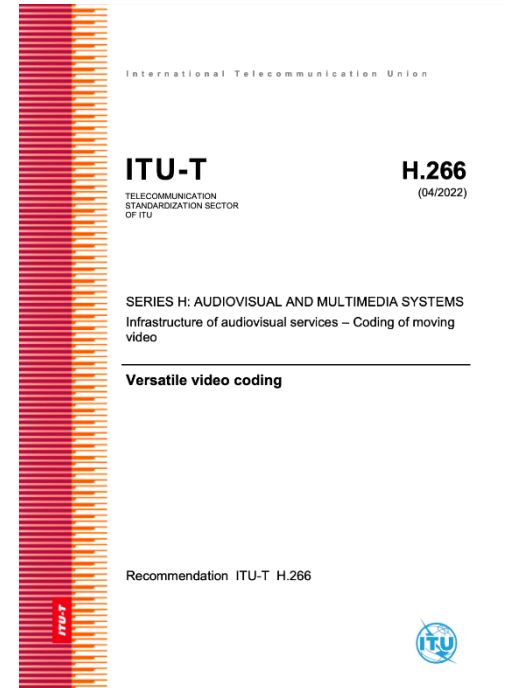 International Telecommunication Union
ITU-T
H.266
TELECOMMUNICATION
(04/2022)
STANDARDIZATION SECTOR
OF ITU
SERIES H: AUDIOVISUAL AND MULTIMEDIA SYSTEMS
Infrastructure of audiovisual services – Coding of moving
video
Versatile video coding
Recommendation ITU-T H.266
ITU-T
ITU